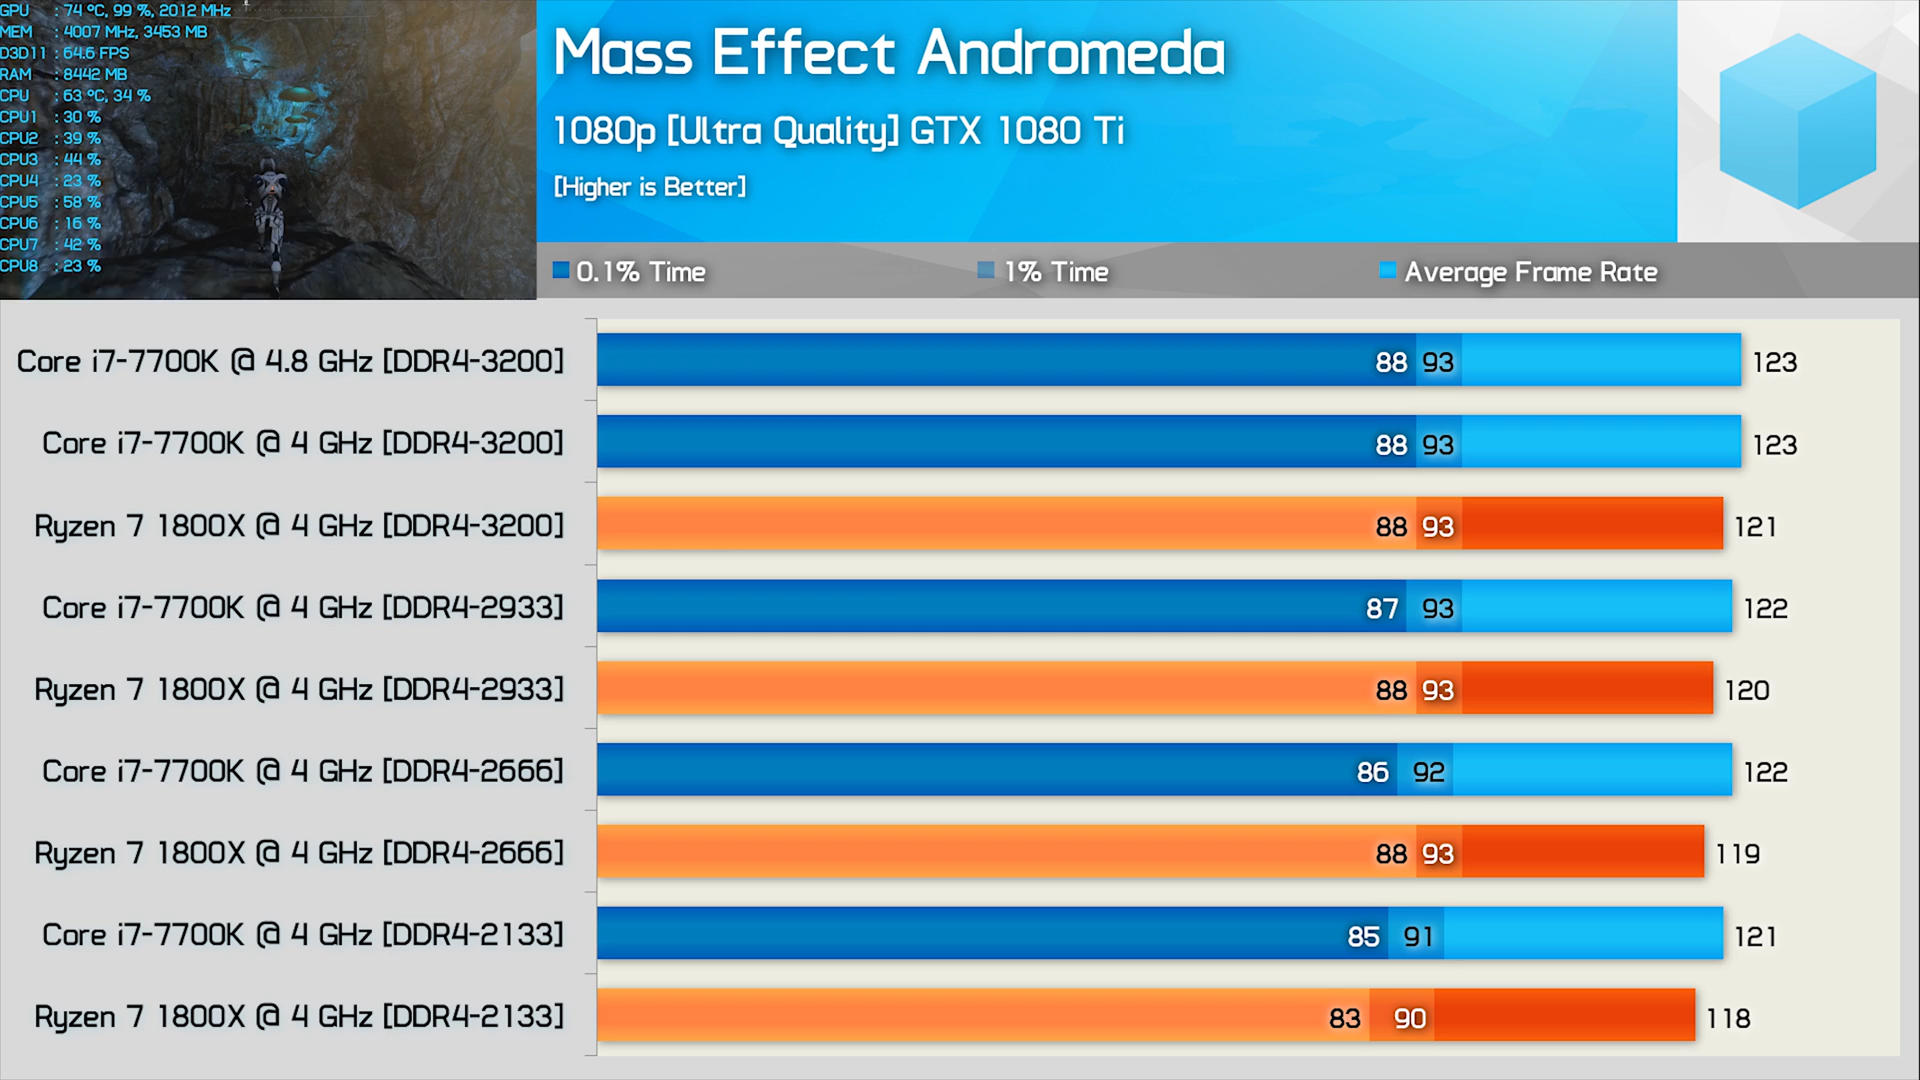 GPU : 74 ºC, 99 %, 2012 MHz
MEM : 4007 MHz, 3453 MB
D3D11 : 64.6 FPS
RAM : 8442 MB
CPU : 63 ºC, 34 %
CPU1 : 30 %
CPU2 : 39 %
CPU3 : 44 %
CPU4 : 23 %
CPU5 : 58 %
CPU6 : 16 %
CPU7 : 42 %
CPU8 : 23 %
Mass Effect Andromeda
1080p [Ultra Quality] GTX 1080 Ti
[Higher is Better]
0.1% Time 1% Time Average Frame Rate
Core i7-7700K @ 4.8 GHz [DDR4-3200] 88 93 123
Core i7-7700K @ 4 GHz [DDR4-3200] 88 93 123
Ryzen 7 1800X @ 4 GHz [DDR4-3200] 88 93 121
Core i7-7700K @ 4 GHz [DDR4-2933] 87 93 122
Ryzen 7 1800X @ 4 GHz [DDR4-2933] 88 93 120
Core i7-7700K @ 4 GHz [DDR4-2666] 86 92 122
Ryzen 7 1800X @ 4 GHz [DDR4-2666] 88 93 119
Core i7-7700K @ 4 GHz [DDR4-2133] 85 91 121
Ryzen 7 1800X @ 4 GHz [DDR4-2133] 83 90 118